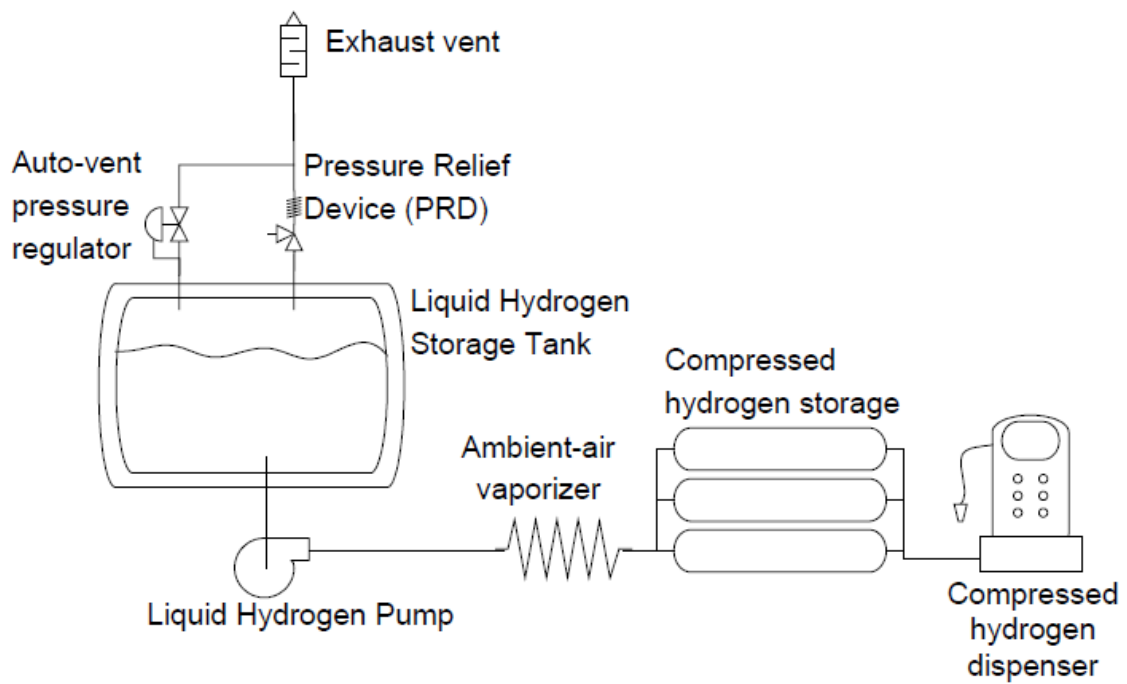 Exhaust vent
Auto-vent
pressure
regulator
Pressure Relief
Device (PRD)
Liquid Hydrogen
Storage Tank
Compressed
hydrogen storage
Ambient-air
vaporizer
Liquid Hydrogen Pump
Compressed
hydrogen
dispenser